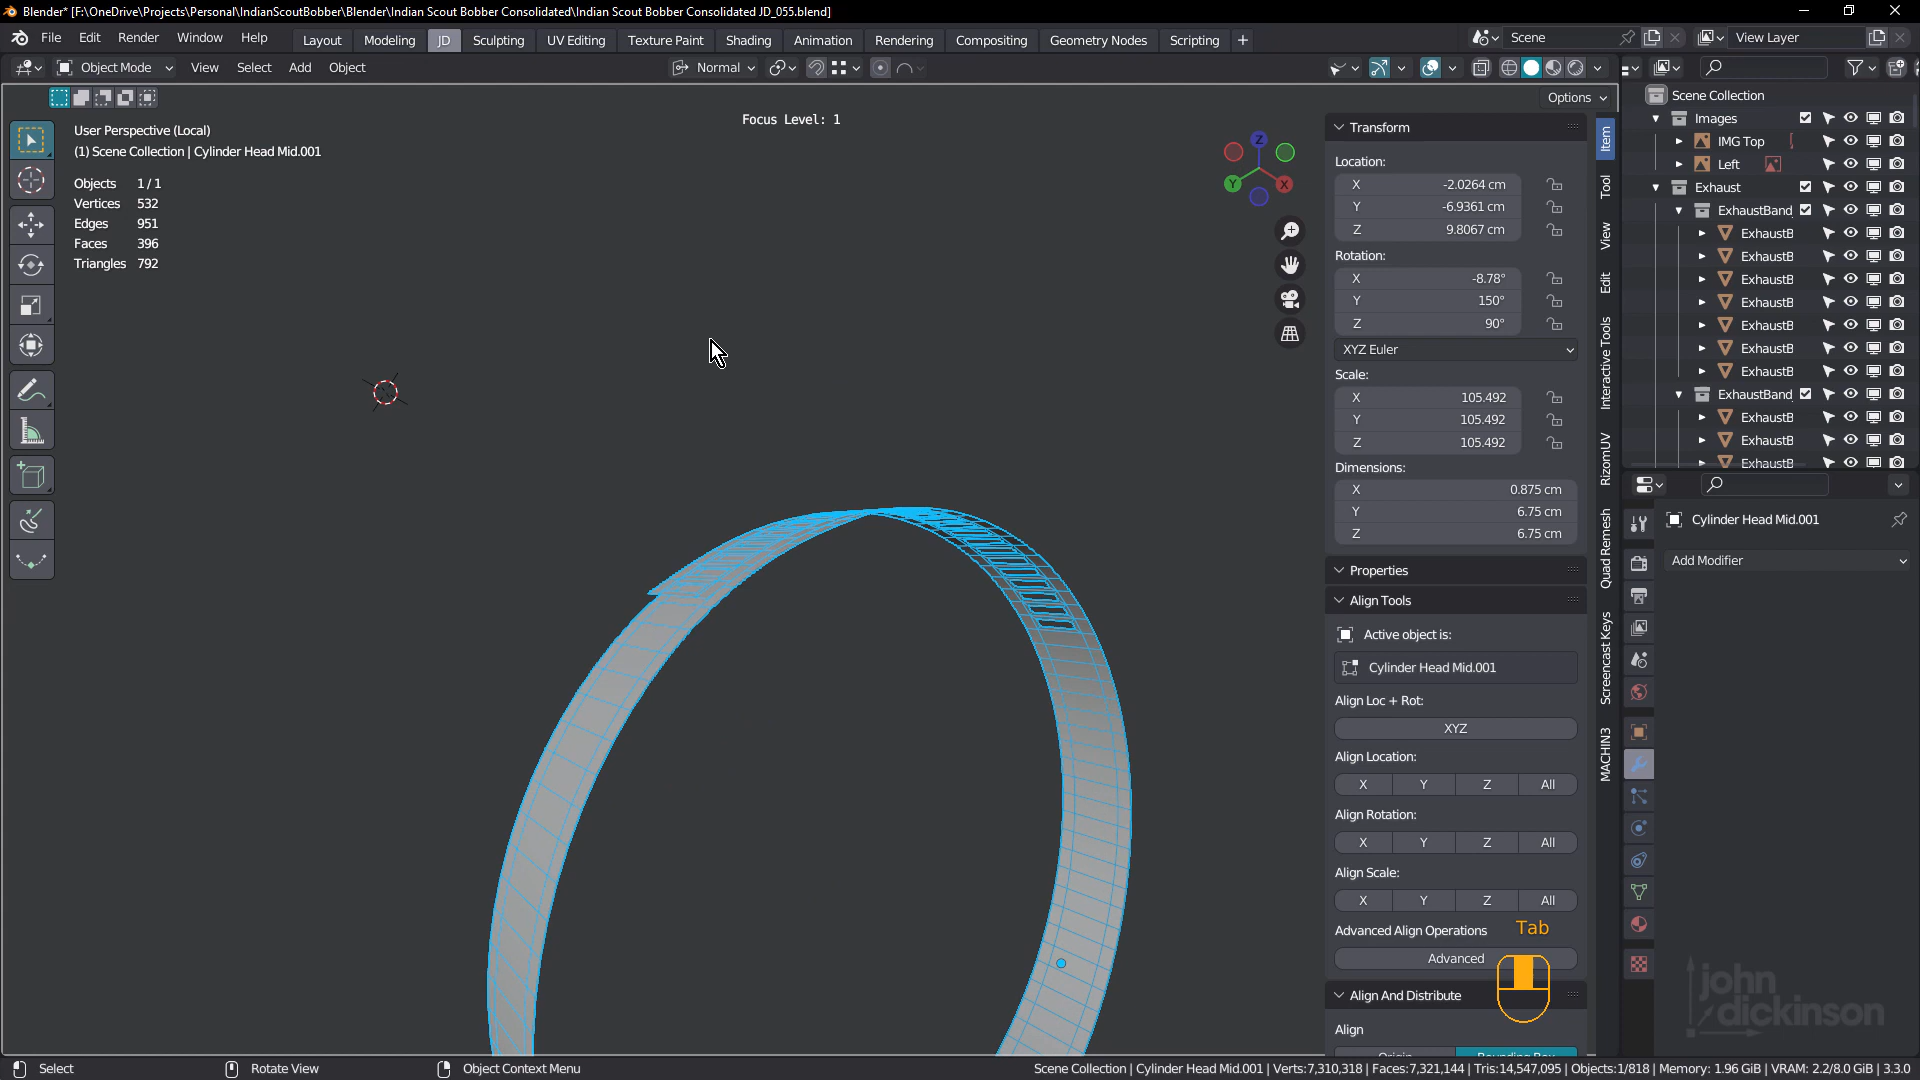 Blender* [F:\OneDrive\Projects\Personal\IndianScoutBobber\Blender\Indian Scout Bobber Consolidated\Indian Scout Bobber Consolidated JD_055.blend]
File Edit Render Window Help Layout Modeling JD Sculpting UV Editing Texture Paint Shading Animation Rendering Compositing Geometry Nodes Scripting + Scene View Layer
Object Mode View Select Add Object Normal
Options
User Perspective (Local)
(1) Scene Collection | Cylinder Head Mid.001
Focus Level: 1
Objects 1 / 1
Vertices 532
Edges 951
Faces 396
Triangles 792
Z
Y
X
Transform
Location:
X -2.0264 cm
Y -6.9361 cm
Z 9.8067 cm
Rotation:
X -8.78°
Y 150°
Z 90°
XYZ Euler
Scale:
X 105.492
Y 105.492
Z 105.492
Dimensions:
X 0.875 cm
Y 6.75 cm
Z 6.75 cm
Properties
Align Tools
Active object is:
Cylinder Head Mid.001
Align Loc + Rot:
XYZ
Align Location:
X Y Z All
Align Rotation:
X Y Z All
Align Scale:
X Y Z All
Advanced Align Operations
Advanced
Align And Distribute
Align
Tab
Item
Tool
View
Edit
Interactive Tools
RizomUV
Quad Remesh
Screencast Keys
MACHIN3
Scene Collection
Images
IMG Top
Left
Exhaust
ExhaustBand
ExhaustB
ExhaustB
ExhaustB
ExhaustB
ExhaustB
ExhaustB
ExhaustB
ExhaustBand
ExhaustB
ExhaustB
ExhaustB
Cylinder Head Mid.001
Add Modifier
john
dickinson
Select Rotate View Object Context Menu
Scene Collection | Cylinder Head Mid.001 | Verts:7,310,318 | Faces:7,321,144 | Tris:14,547,095 | Objects:1/818 | Memory: 1.96 GiB | VRAM: 2.2/8.0 GiB | 3.3.0